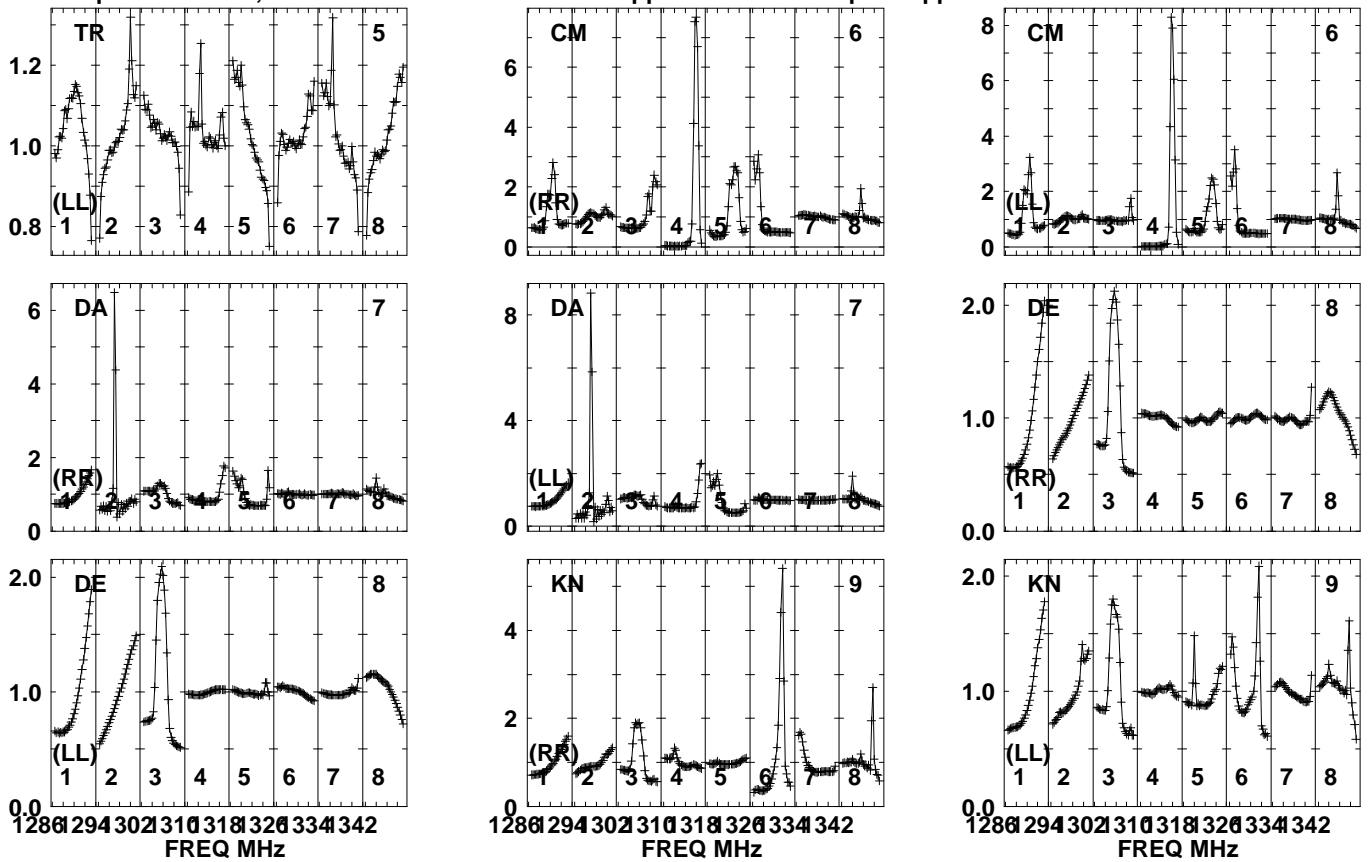 TR 5 CM 6 CM 6
1.2 6 8
1.1 4 6
1.0 4
0.9 2 2
(LL) (RR) (LL)
0.8 1 2 3 4 5 6 7 8 0 1 2 3 4 5 6 7 8 0 1 2 3 4 5 6 7 8
DA 7 DA 7 DE 8
6 8 2.0
4 4 1.0
2
(RR) (LL) (RR)
0 1 2 3 4 5 6 7 8 0 1 2 3 4 5 6 7 8 0.0 1 2 3 4 5 6 7 8
DE 8 KN 9 KN 9
2.0 4 2.0
1.0 2 1.0
(LL) (RR) (LL)
0.0 1 2 3 4 5 6 7 8 0 1 2 3 4 5 6 7 8 0.0 1 2 3 4 5 6 7 8
1286 1294 1302 1310 1318 1326 1334 1342 1286 1294 1302 1310 1318 1326 1334 1342 1286 1294 1302 1310 1318 1326 1334 1342
FREQ MHz FREQ MHz FREQ MHz